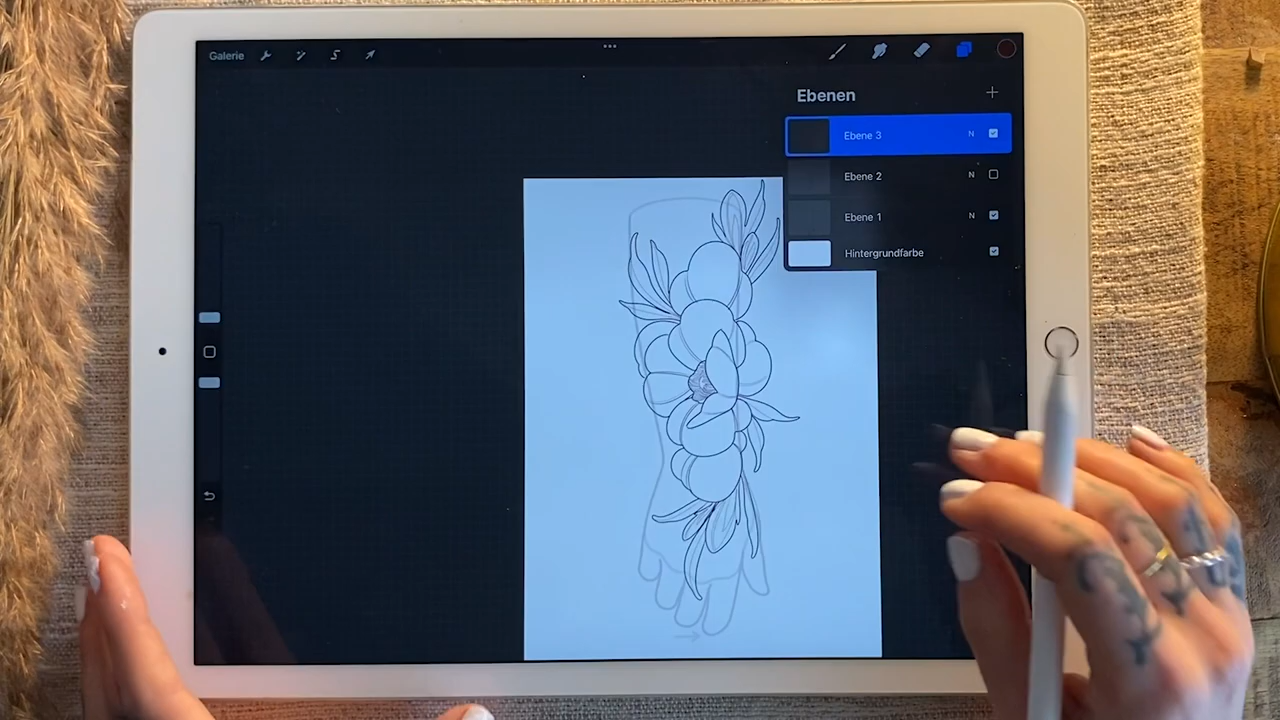 Galerie
Ebenen
Ebene 3 N
Ebene 2 N
Ebene 1 N
Hintergrundfarbe